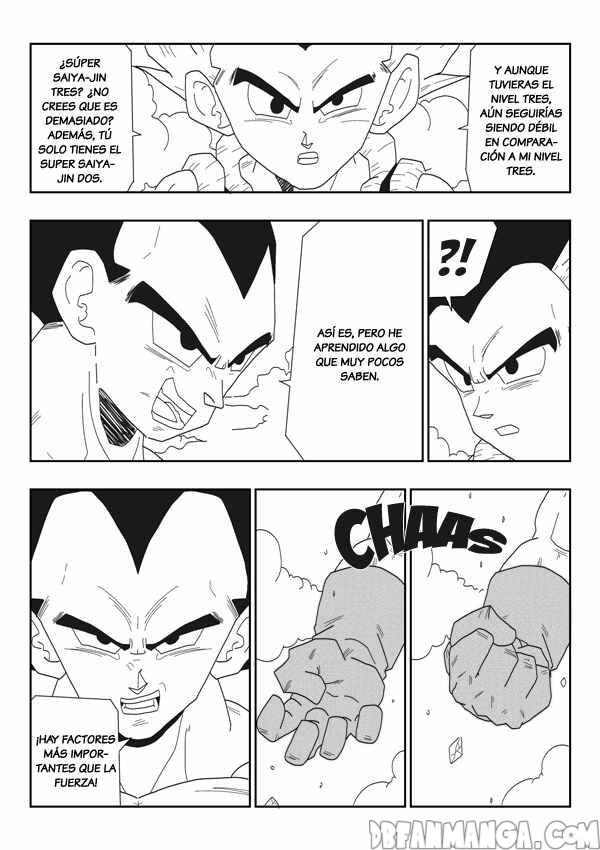 ¿SÚPER
SAIYA-JIN
TRES? ¿NO
CREES QUE ES
DEMASIADO?
ADEMÁS, TÚ
SOLO TIENES EL
SUPER SAIYA-
JIN DOS.
Y AUNQUE
TUVIERAS EL
NIVEL TRES,
AÚN SEGUIRÍAS
SIENDO DÉBIL
EN COMPARA-
CIÓN A MI NIVEL
TRES.
ASÍ ES, PERO HE
APRENDIDO ALGO
QUE MUY POCOS
SABEN.
?!
¡HAY FACTORES
MÁS IMPOR-
TANTES QUE LA
FUERZA!
CHAAS
DBFANMANGA.COM